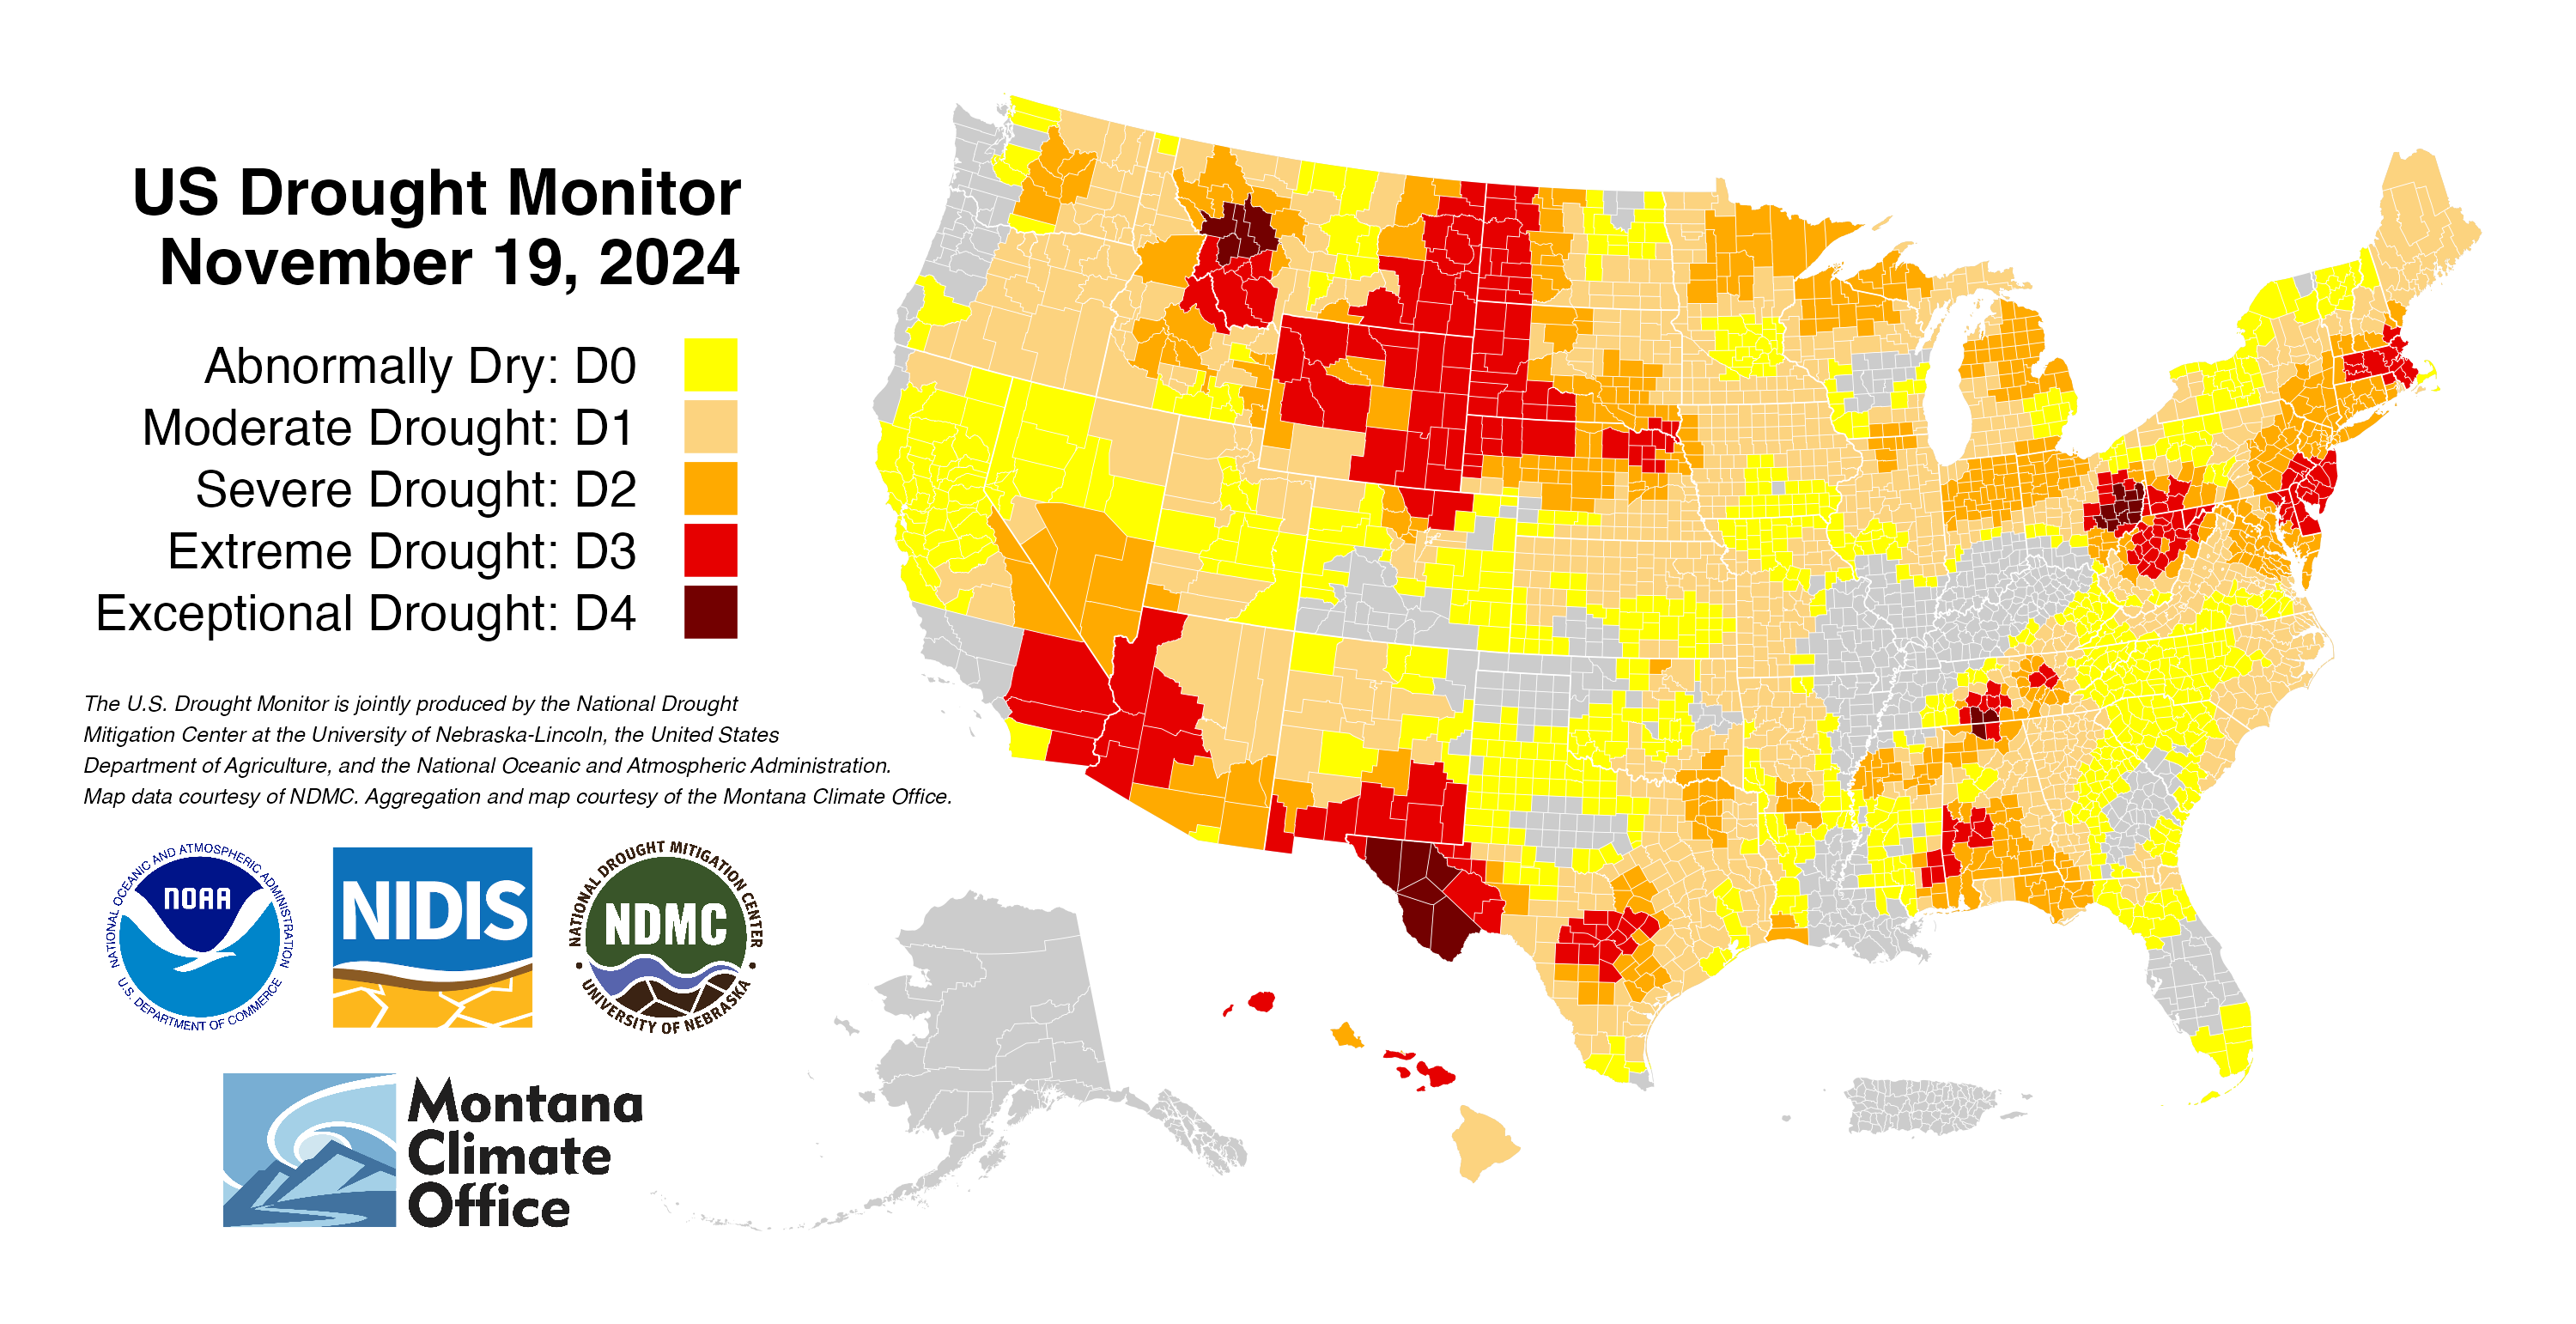 US Drought Monitor
November 19, 2024
Abnormally Dry: D0
Moderate Drought: D1
Severe Drought: D2
Extreme Drought: D3
Exceptional Drought: D4
The U.S. Drought Monitor is jointly produced by the National Drought
Mitigation Center at the University of Nebraska-Lincoln, the United States
Department of Agriculture, and the National Oceanic and Atmospheric Administration.
Map data courtesy of NDMC. Aggregation and map courtesy of the Montana Climate Office.
NATIONAL OCEANIC AND ATMOSPHERIC ADMINISTRATION
NOAA
U.S. DEPARTMENT OF COMMERCE
NIDIS
NATIONAL DROUGHT MITIGATION CENTER
NDMC
UNIVERSITY OF NEBRASKA
Montana
Climate
Office